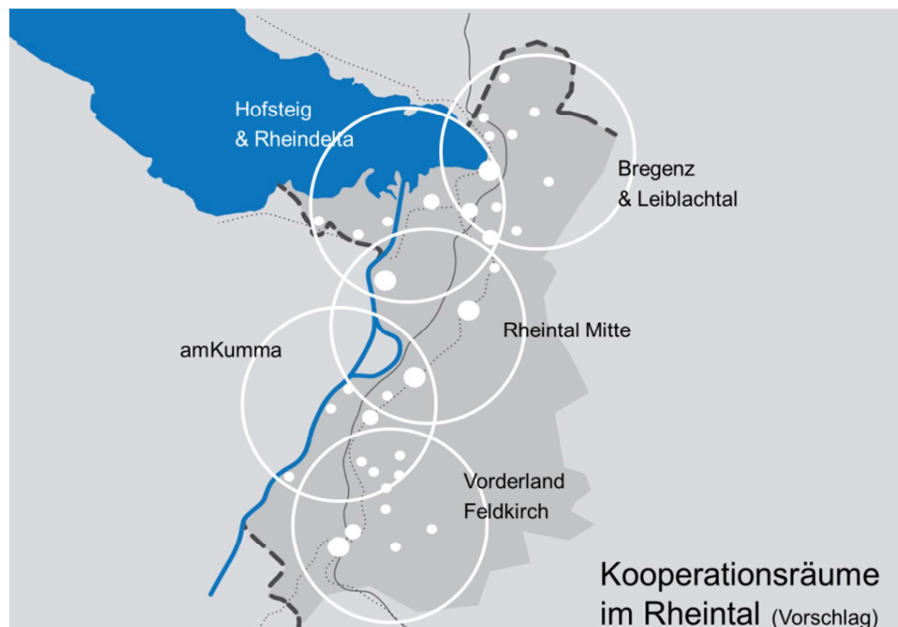 Hofsteig
& Rheindelta
Bregenz
& Leiblachtal
Rheintal Mitte
amKumma
Vorderland
Feldkirch
Kooperationsräume
im Rheintal (Vorschlag)